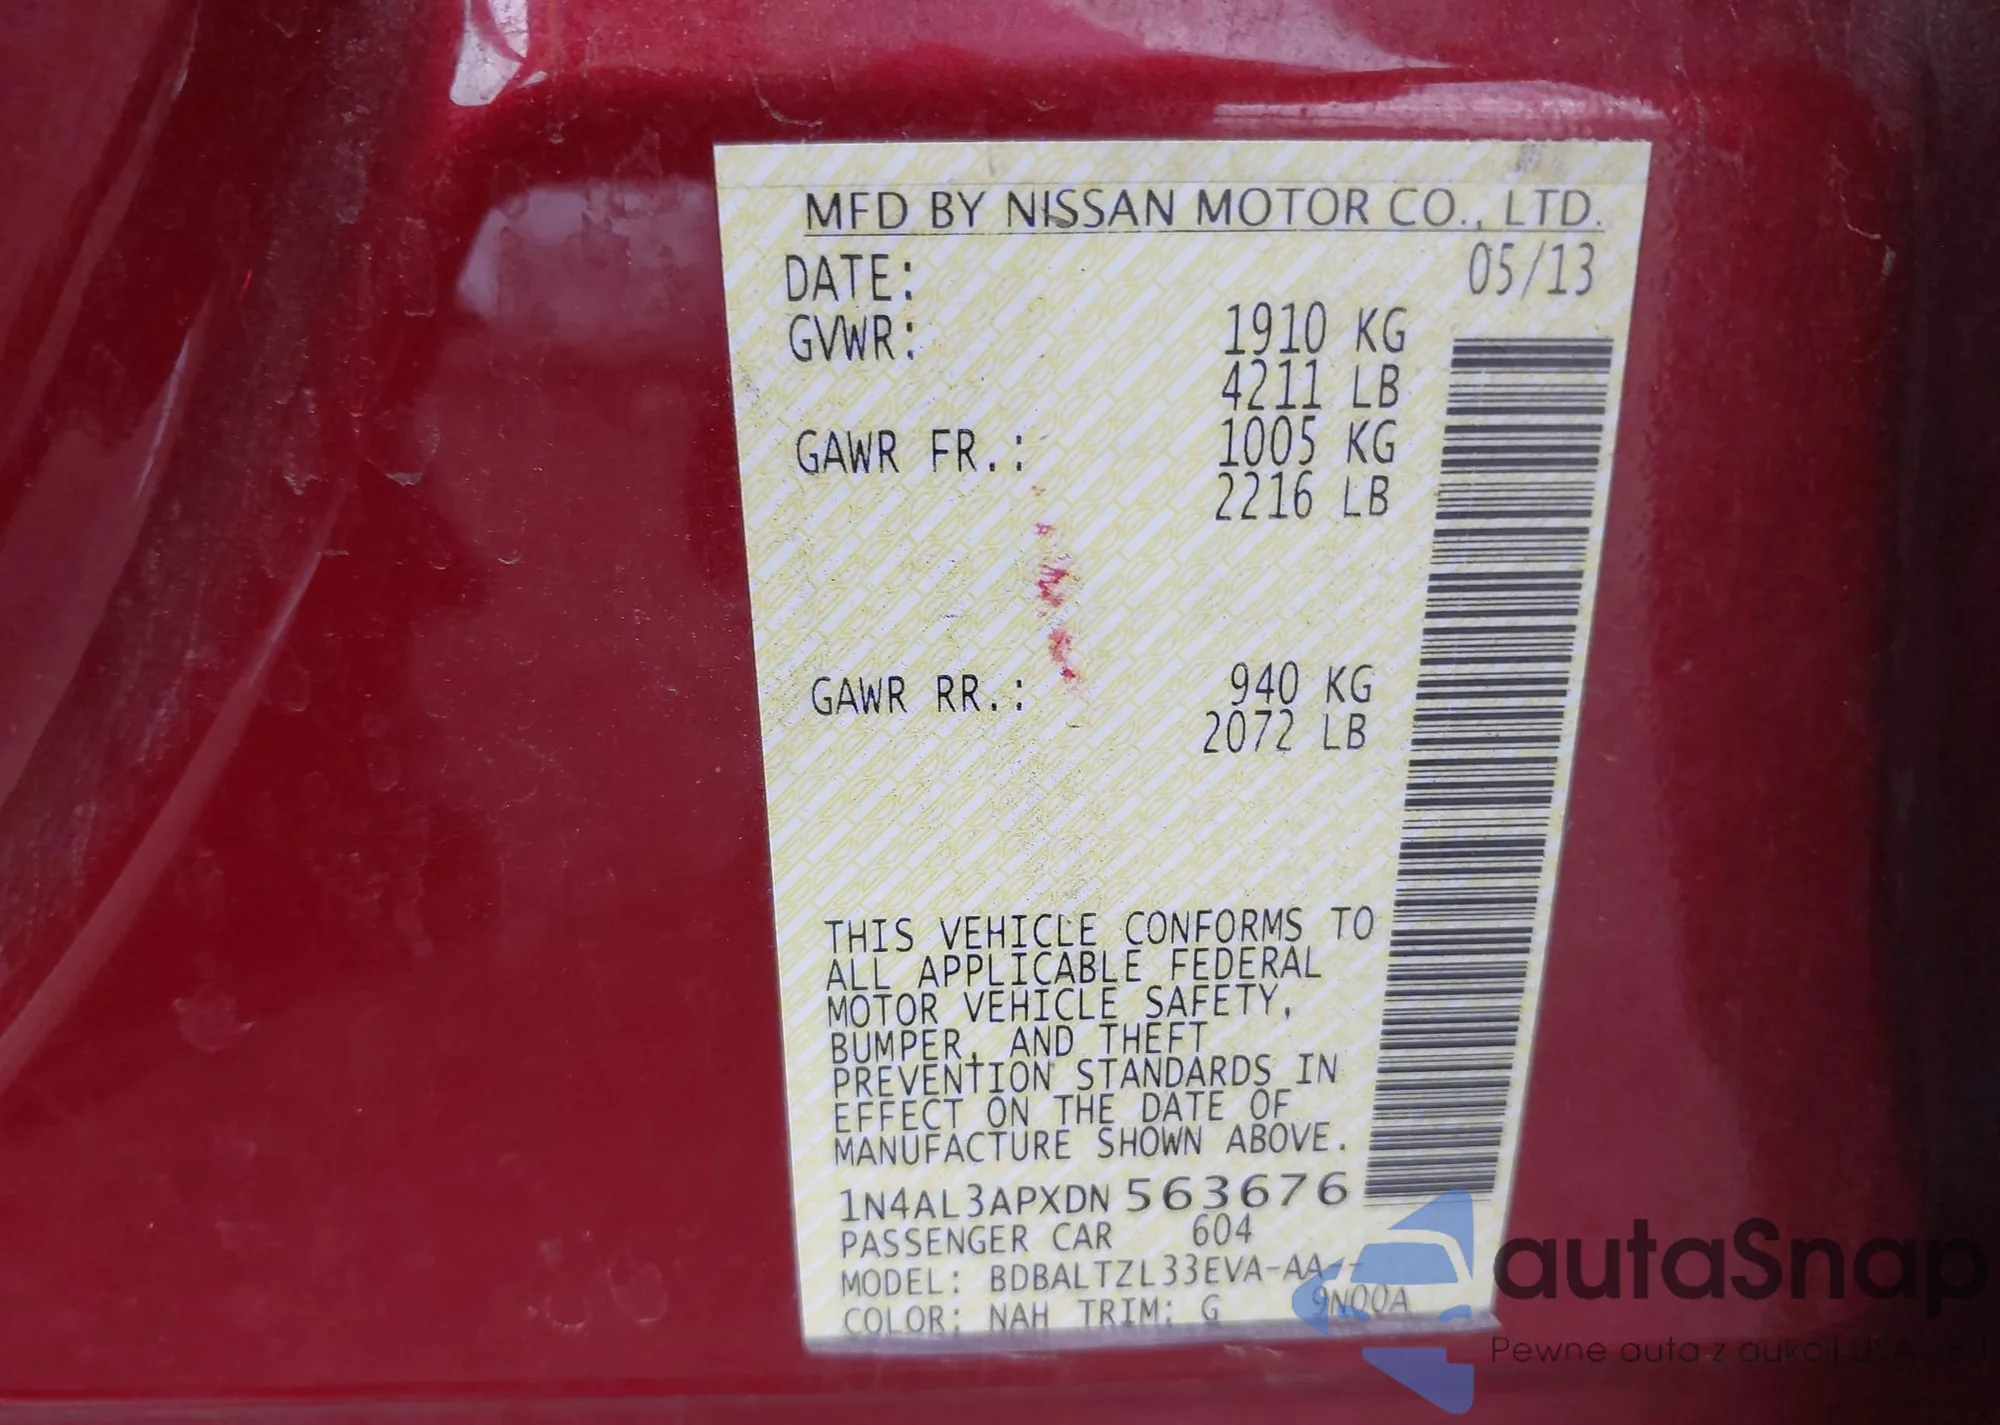 MFD BY NISSAN MOTOR CO., LTD.
DATE: 05/13
GVWR: 1910 KG
4211 LB
GAWR FR.: 1005 KG
2216 LB
GAWR RR.: 940 KG
2072 LB
THIS VEHICLE CONFORMS TO
ALL APPLICABLE FEDERAL
MOTOR VEHICLE SAFETY,
BUMPER, AND THEFT
PREVENTION STANDARDS IN
EFFECT ON THE DATE OF
MANUFACTURE SHOWN ABOVE.
1N4AL3APXDN 563676
PASSENGER CAR 604
MODEL: BDBALTZL33EVA-AA--
COLOR: NAH TRIM: G 9N00A
autaSnap
Pewne auta z aukcji